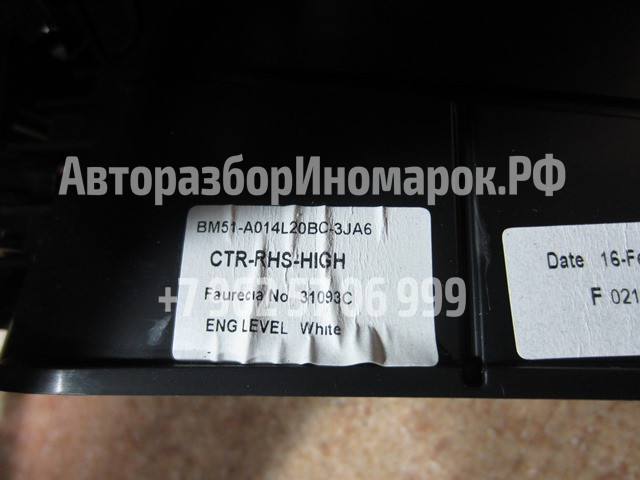 АвторазборИномарок.РФ
BM51-A014L20BC-3JA6
CTR-RHS-HIGH
Faurecia No 31093C
ENG LEVEL White
Date 16-Fe
F 021